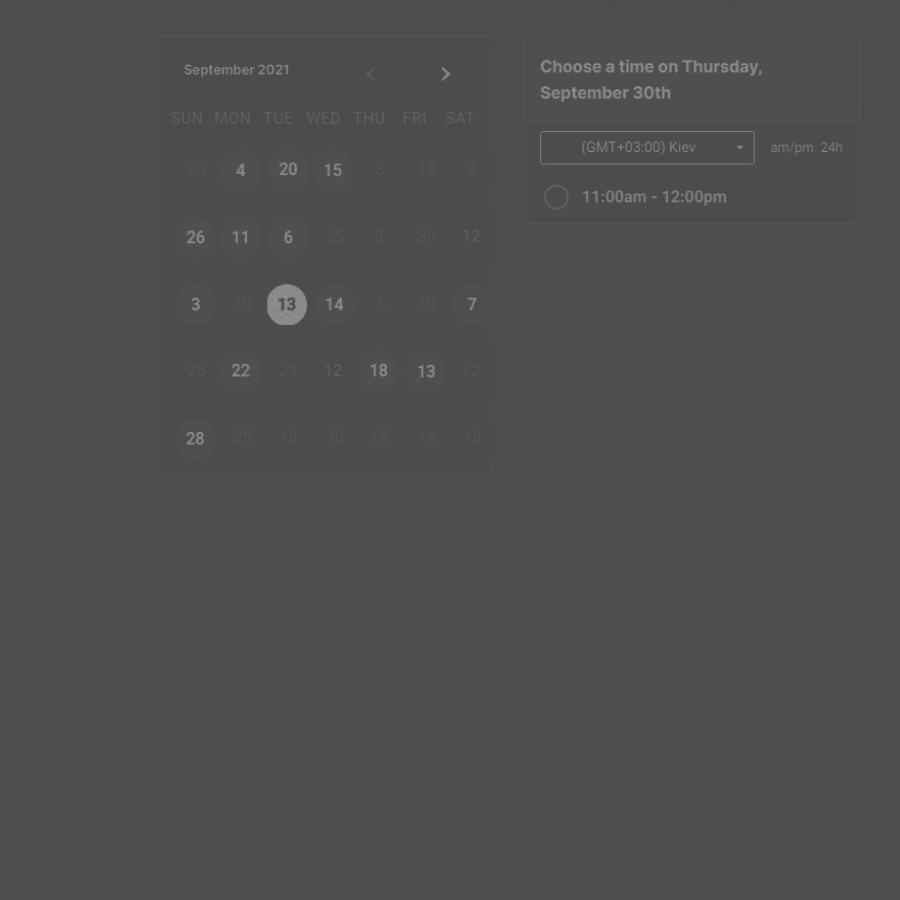 September 2021
SUN MON TUE WED THU FRI SAT
30 4 20 15 3 18 2
26 11 6 25 8 30 12
3 10 13 14 6 10 7
25 22 23 12 18 13 22
28 25 18 30 15 18 18
Choose a time on Thursday,
September 30th
(GMT+03:00) Kiev am/pm 24h
11:00am - 12:00pm